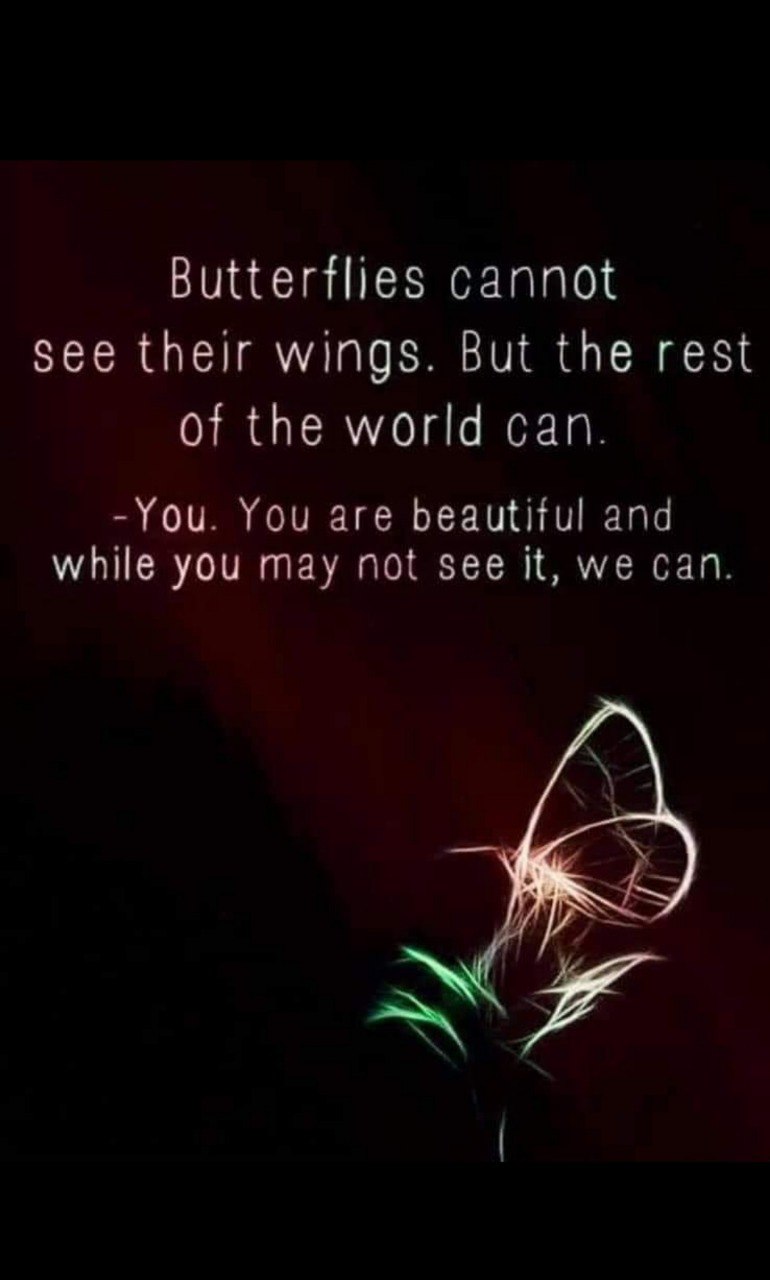 Butterflies cannot
see their wings. But the rest
of the world can.
-You. You are beautiful and
while you may not see it, we can.